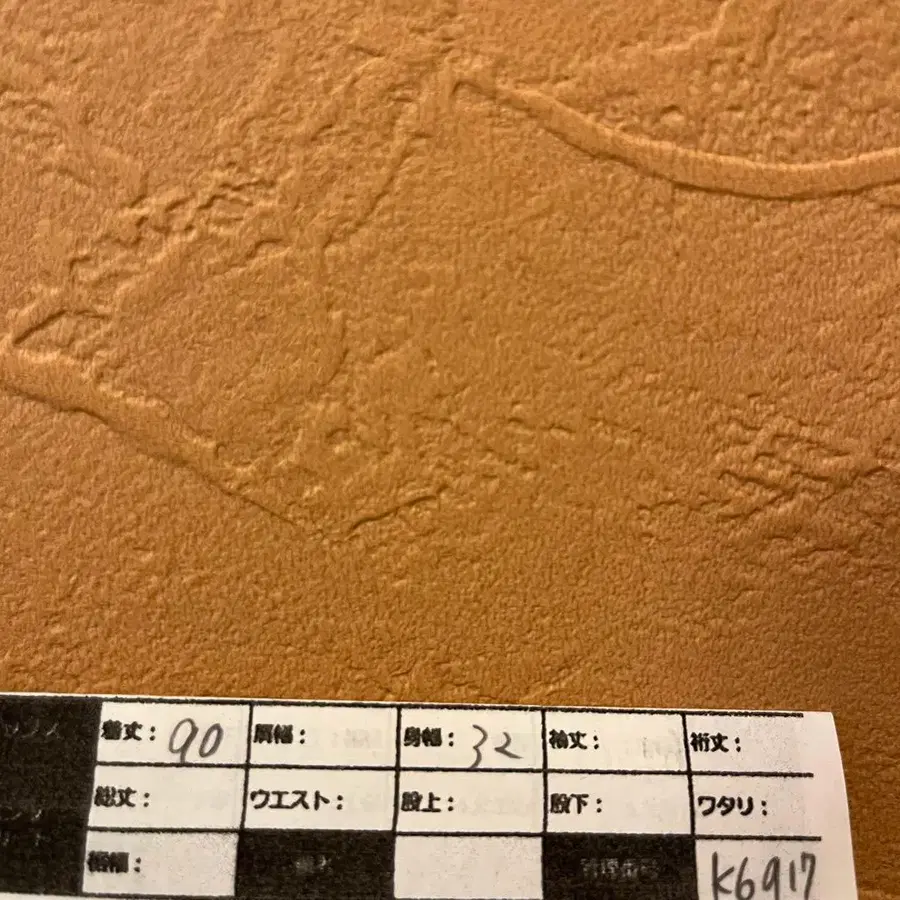 着丈: 90 肩幅: 身幅: 32 袖丈: 裄丈:
総丈: ウエスト: 股上: 股下: ワタリ:
裾幅: K6917